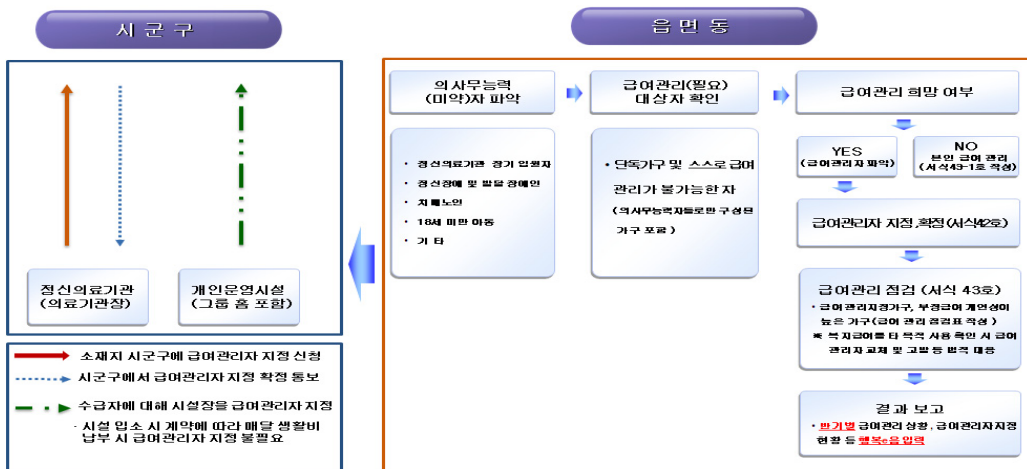 시 군 구
읍 면 동
정신의료기관
(의료기관장)
개인운영시설
(그룹 홈 포함)
소재지 시군구에 급여관리자 지정 신청
시군구에서 급여관리자 지정 확정 통보
수급자에 대해 시설장을 급여관리자 지정
- 시설 입소 시 계약에 따라 매달 생활비
납부 시 급여관리자 지정 불필요
의사무능력
(미약)자 파악
• 정신의료기관 장기 입원자
• 정신장애 및 발달 장애인
• 치매노인
• 18세 미만 아동
• 기 타
급여관리(필요)
대상자 확인
• 단독가구 및 스스로 급여
관리가 불가능한 자
(의사무능력자들로만 구성된
가구 포함 )
급여관리 희망 여부
YES
(급여관리자 파악)
NO
본인 급여 관리
(서식43-1호 작성)
급여관리자 지정,확정(서식42호)
급여관리 점검 (서식 43호)
• 급여관리지정가구, 부정급여 개연성이
높은 가구(급여 관리 점검표 작성 )
※ 복지급여를 타 목적 사용 확인 시 급여
관리자 교체 및 고발 등 법적 대응
결과 보고
• 반기별 급여관리 상황, 급여관리자지정
현황 등 행복e음 입력